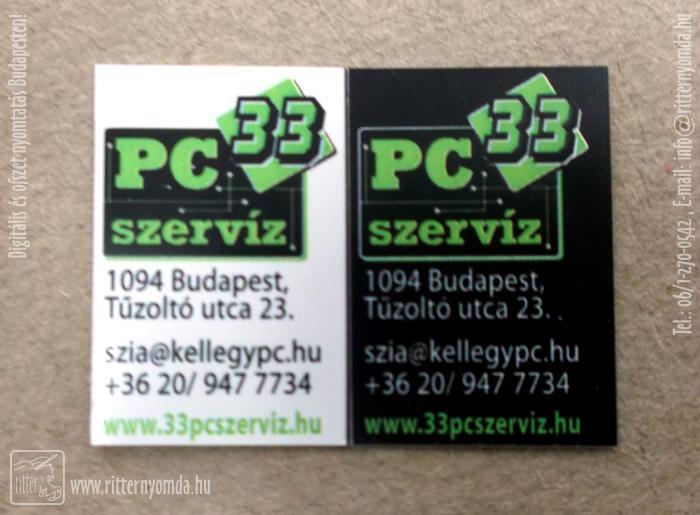 Digitális és ofszet nyomtatás Budapesten!
33
PC
szervíz
1094 Budapest,
Tűzoltó utca 23.
szia@kellegypc.hu
+36 20/ 947 7734
www.33pcszerviz.hu
33
PC
szervíz
1094 Budapest,
Tűzoltó utca 23.
szia@kellegypc.hu
+36 20/ 947 7734
www.33pcszerviz.hu
Tel.: 06/1-270-0542 E-mail: info@ritternyomda.hu
ritter
www.ritternyomda.hu